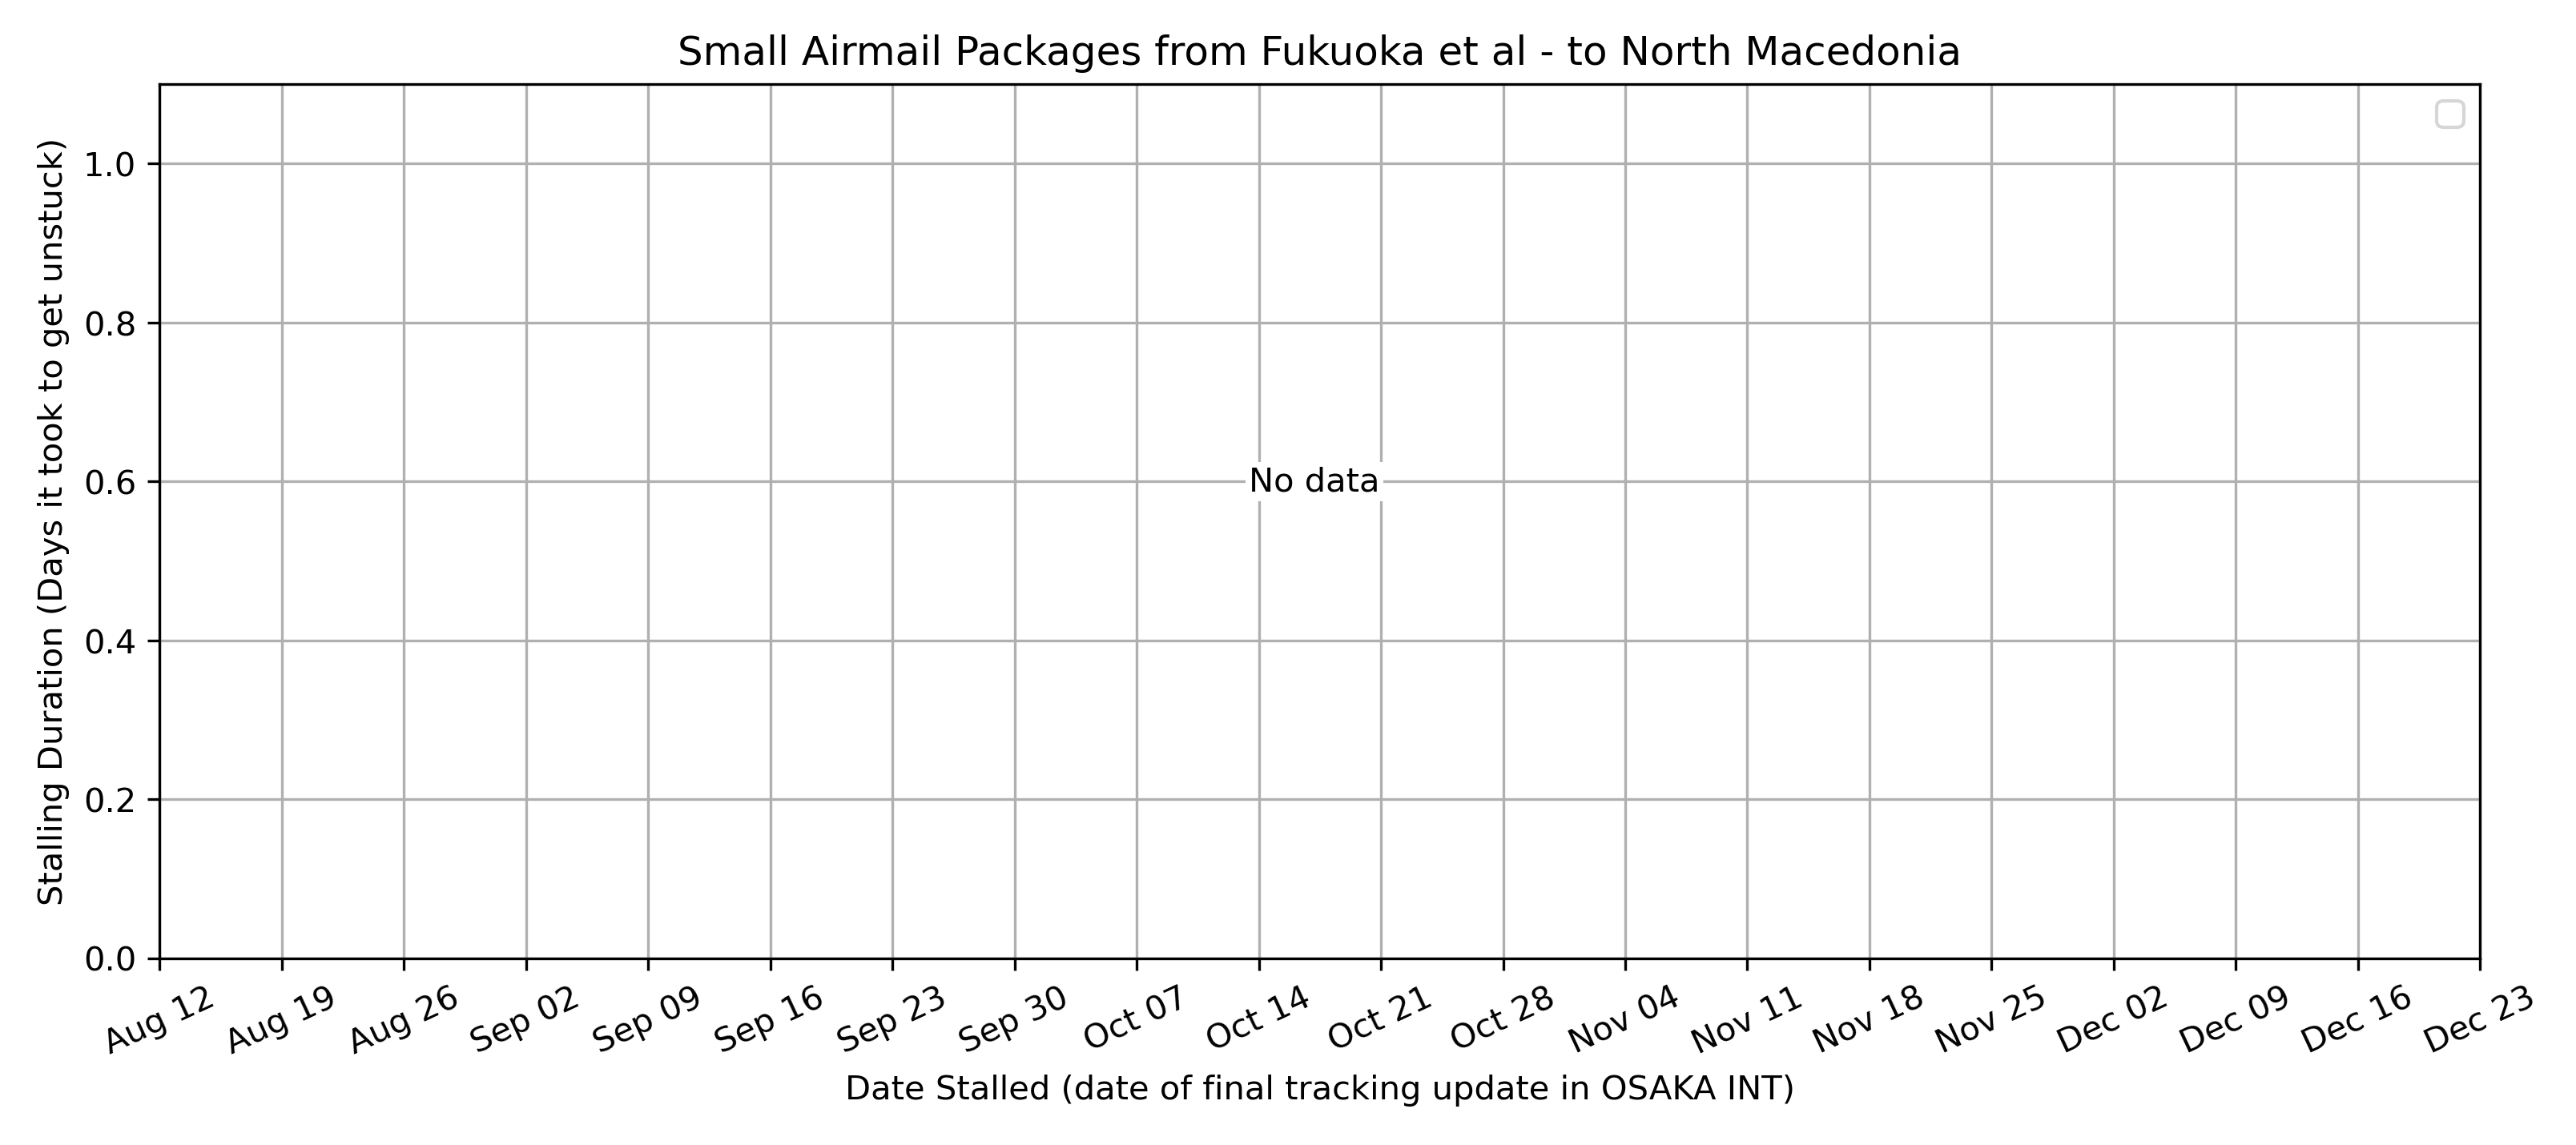 Small Airmail Packages from Fukuoka et al - to North Macedonia
Stalling Duration (Days it took to get unstuck)
1.0
0.8
0.6
0.4
0.2
0.0
No data
Aug 12 Aug 19 Aug 26 Sep 02 Sep 09 Sep 16 Sep 23 Sep 30 Oct 07 Oct 14 Oct 21 Oct 28 Nov 04 Nov 11 Nov 18 Nov 25 Dec 02 Dec 09 Dec 16 Dec 23
Date Stalled (date of final tracking update in OSAKA INT)